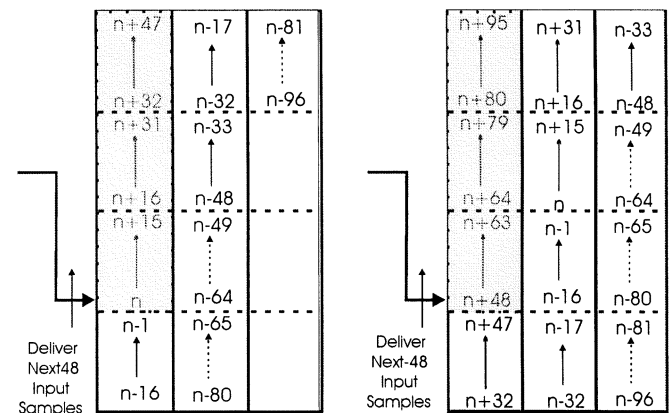 n+47 n-17 n-81
n+32 n-32 n-96
n+31 n-33
n+16 n-48
n+15 n-49
n n-64
n-1 n-65
n-16 n-80
Deliver
Next48
Input
Samples
n+95 n+31 n-33
n+80 n+16 n-48
n+79 n+15 n-49
n+64 n n-64
n+63 n-1 n-65
n+48 n-16 n-80
n+47 n-17 n-81
n+32 n-32 n-96
Deliver
Next-48
Input
Samples